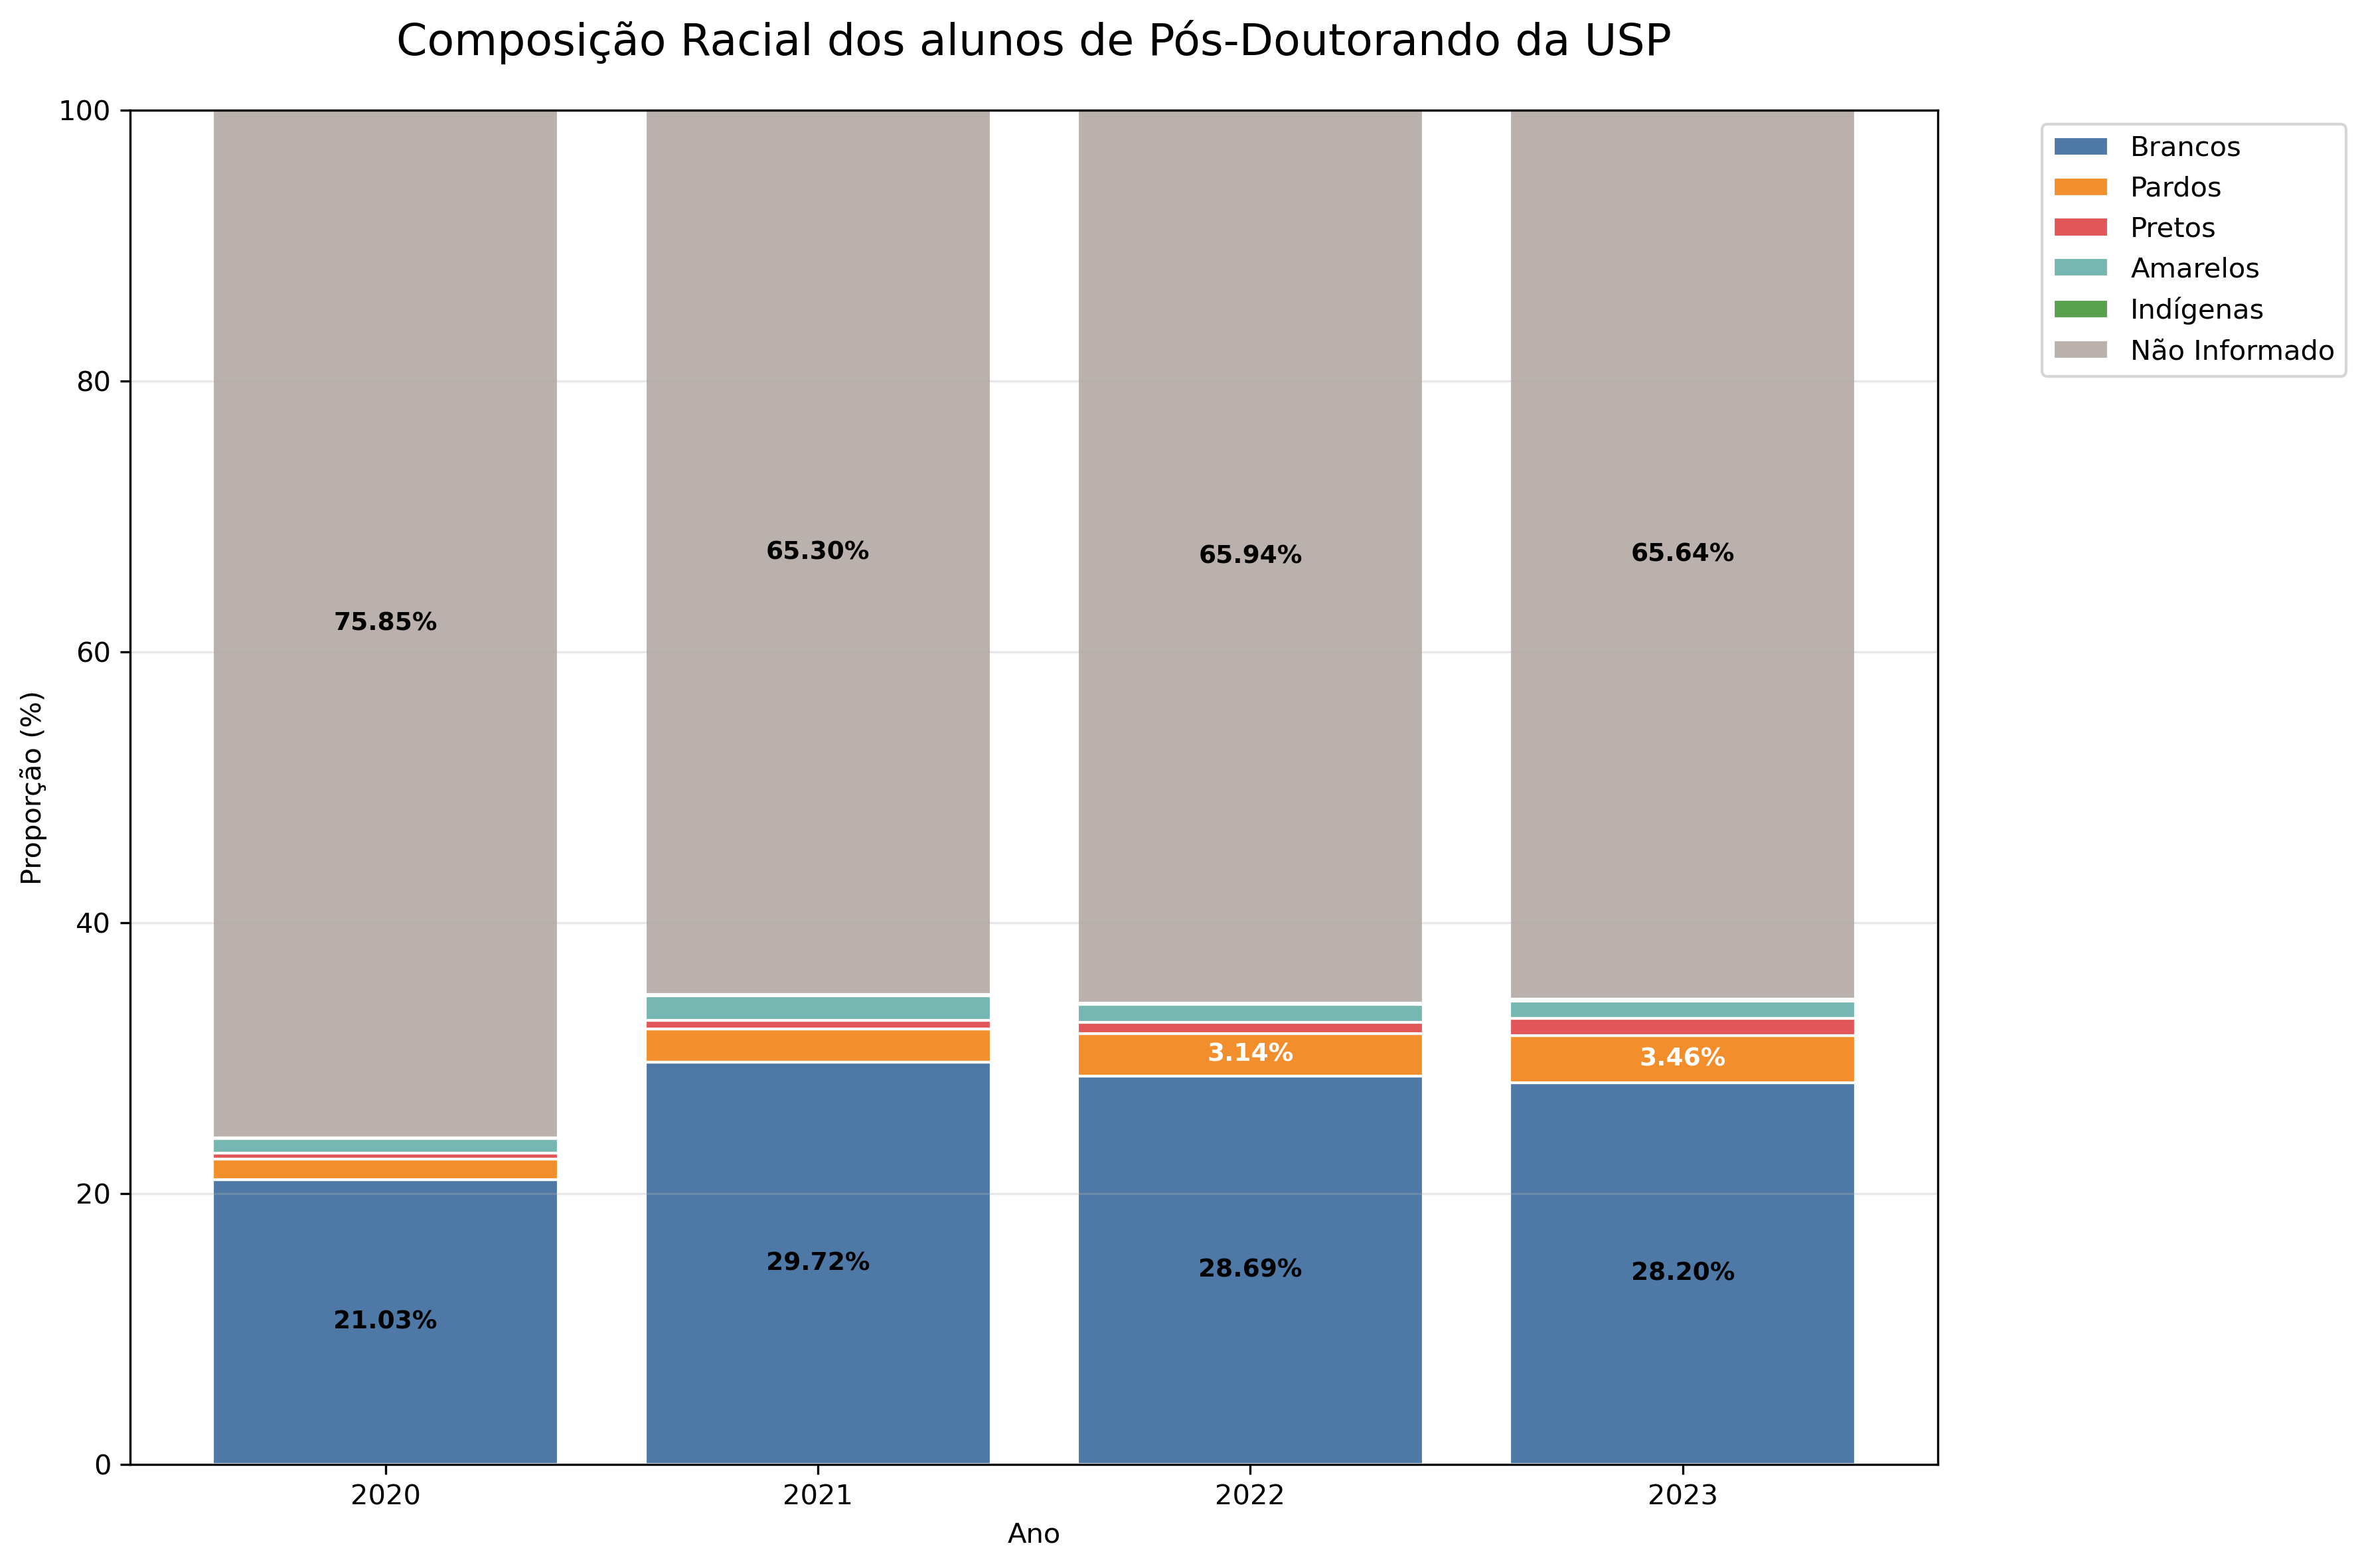 Composição Racial dos alunos de Pós-Doutorando da USP
100
80
60
40
20
0
Proporção (%)
75.85%
65.30%
65.94%
65.64%
3.14%
3.46%
21.03%
29.72%
28.69%
28.20%
2020
2021
2022
2023
Ano
Brancos
Pardos
Pretos
Amarelos
Indígenas
Não Informado